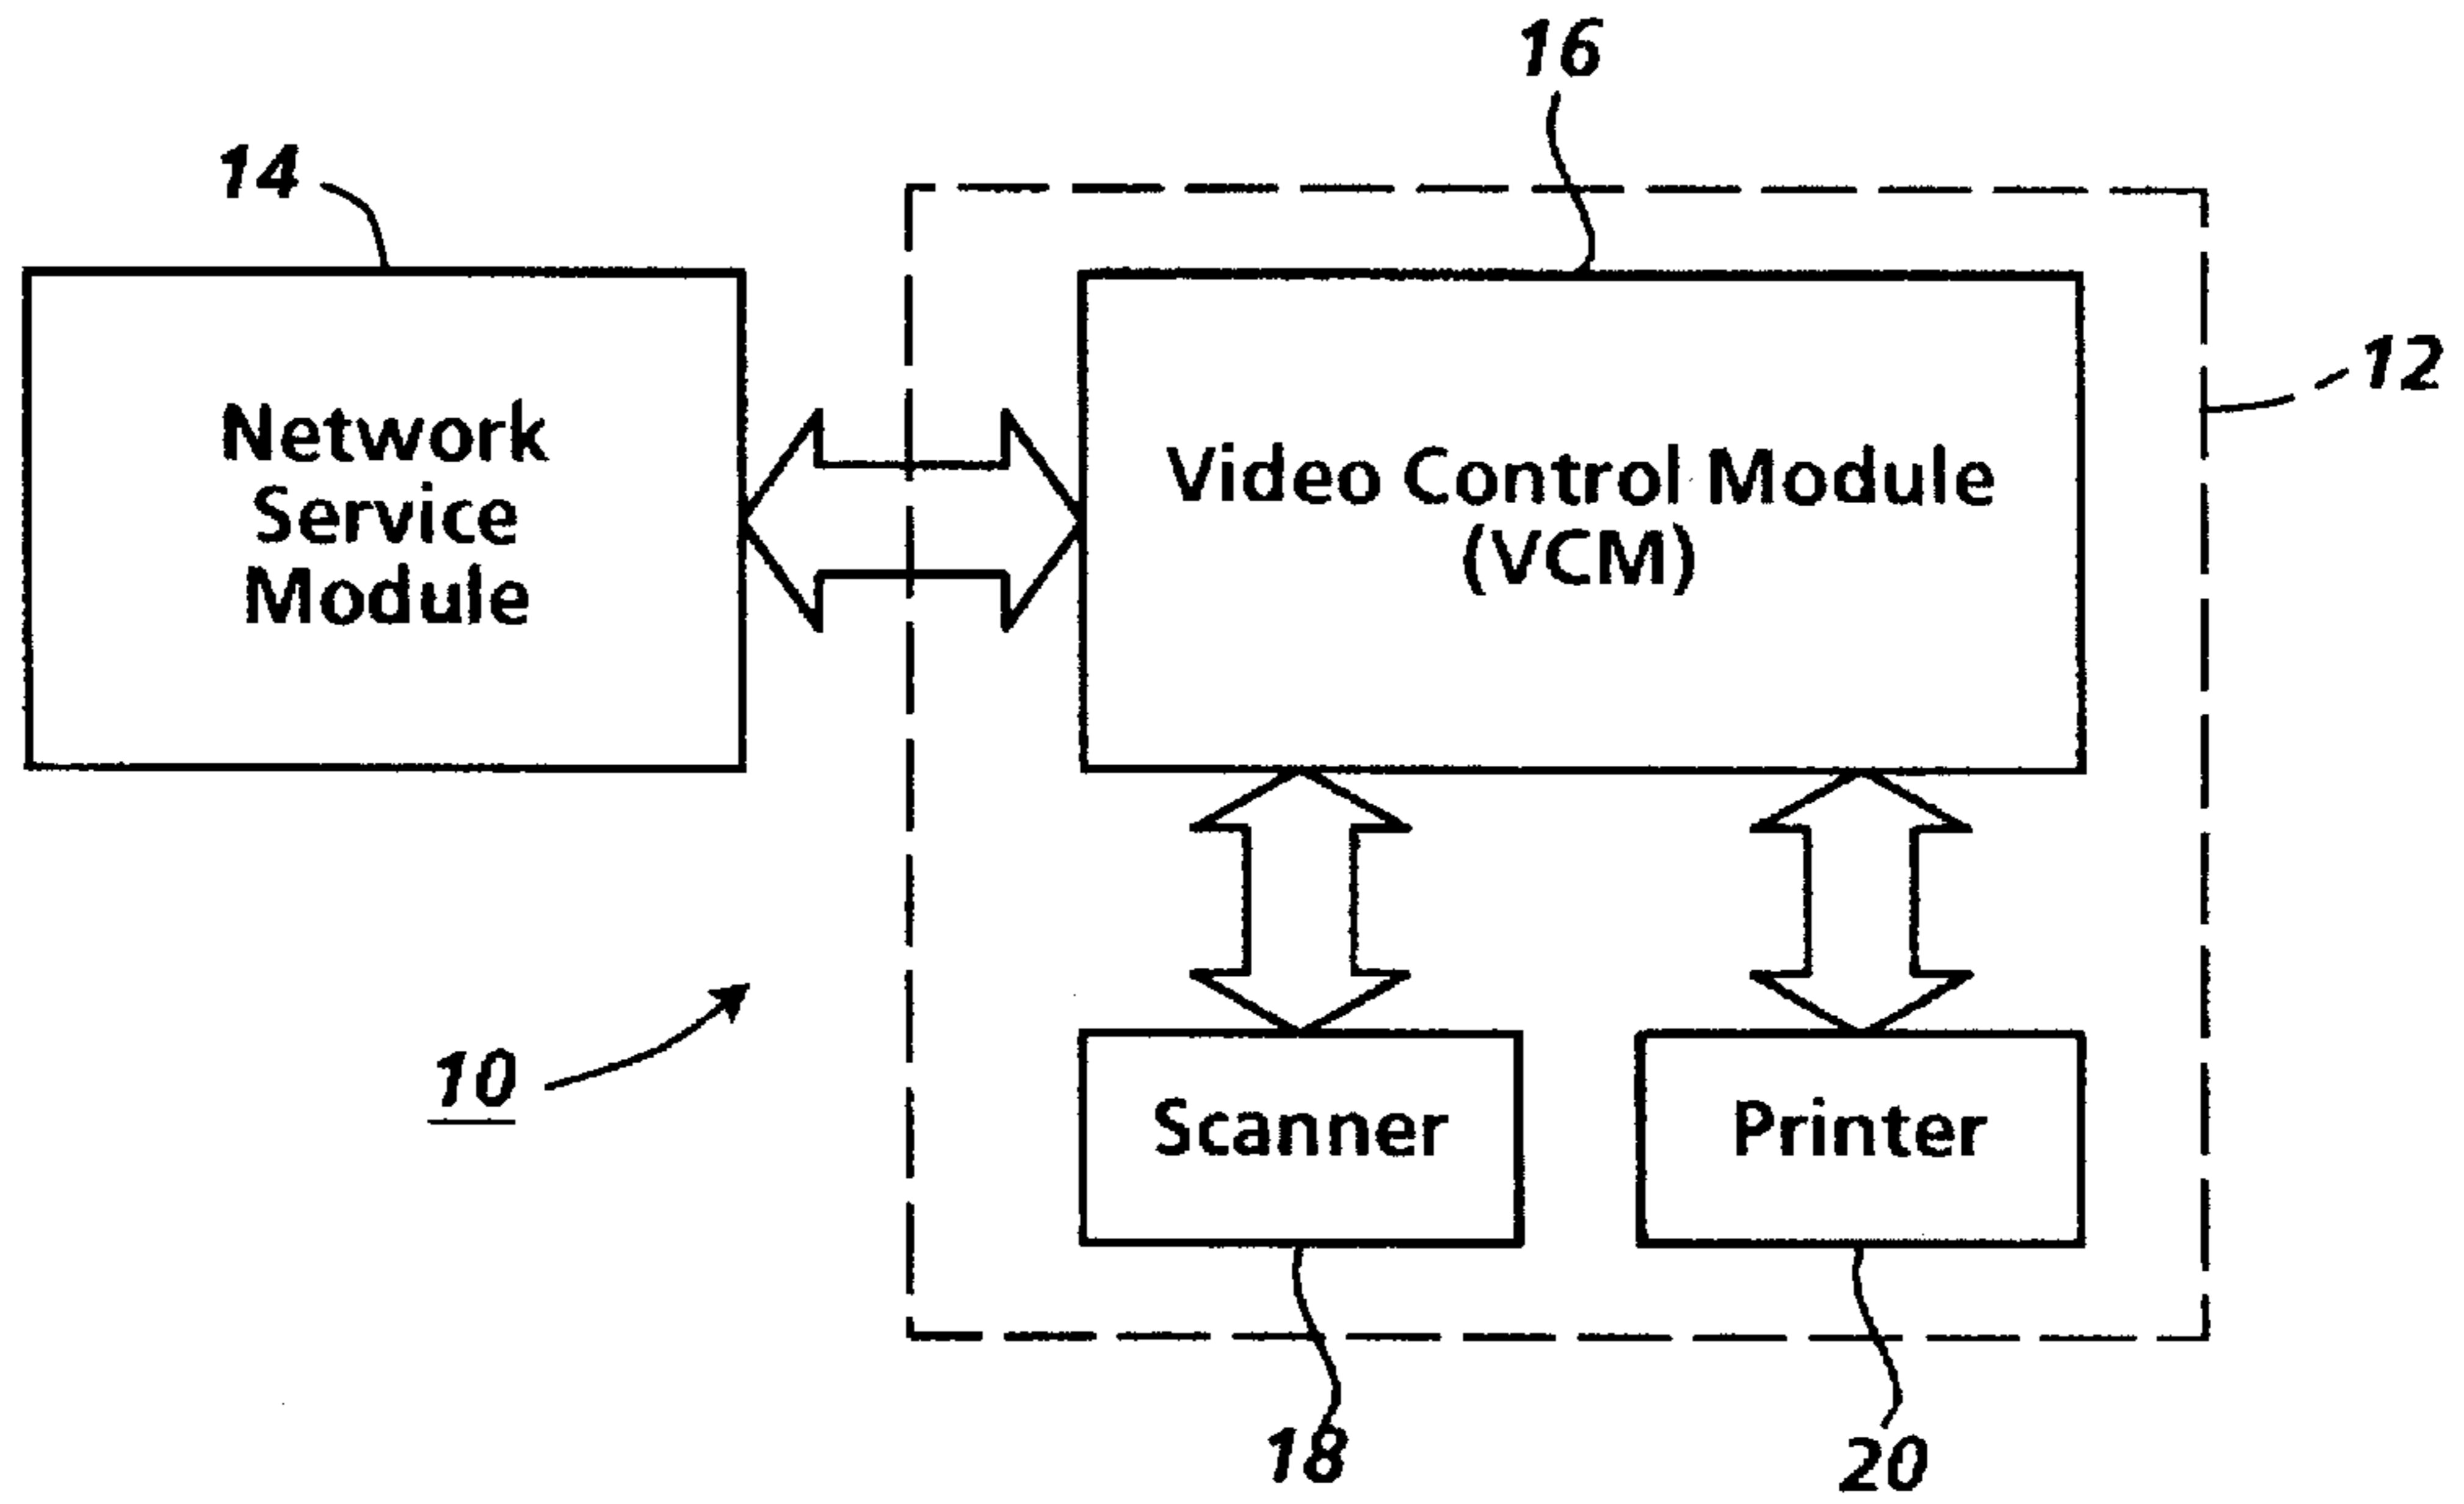 16
14
12
Network
Service
Module
Video Control Module
(VCM)
10
Scanner
Printer
18
20